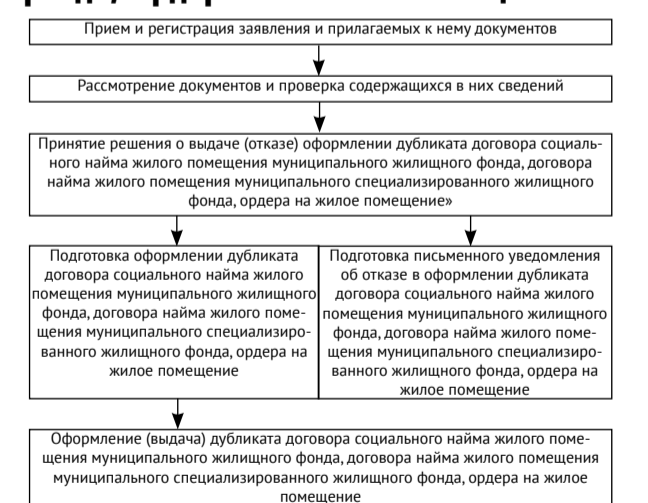 Прием и регистрация заявления и прилагаемых к нему документов
Рассмотрение документов и проверка содержащихся в них сведений
Принятие решения о выдаче (отказе) оформлении дубликата договора социаль-
ного найма жилого помещения муниципального жилищного фонда, договора
найма жилого помещения муниципального специализированного жилищного
фонда, ордера на жилое помещение»
Подготовка оформлении дубликата
договора социального найма жилого
помещения муниципального жилищного
фонда, договора найма жилого поме-
щения муниципального специализиро-
ванного жилищного фонда, ордера на
жилое помещение
Подготовка письменного уведомления
об отказе в оформлении дубликата
договора социального найма жилого
помещения муниципального жилищного
фонда, договора найма жилого поме-
щения муниципального специализиро-
ванного жилищного фонда, ордера на
жилое помещение
Оформление (выдача) дубликата договора социального найма жилого поме-
щения муниципального жилищного фонда, договора найма жилого помещения
муниципального специализированного жилищного фонда, ордера на жилое
помещение